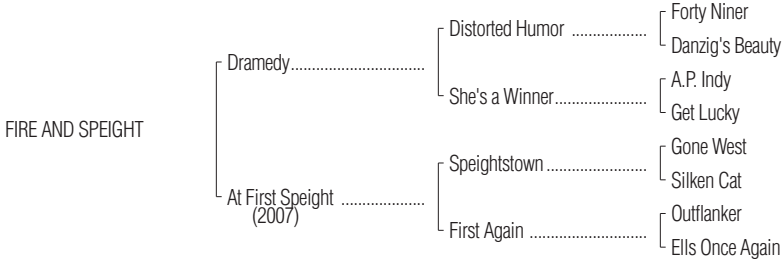 Forty Niner
Distorted Humor ..................
Danzig's Beauty
Dramedy................................
A.P. Indy
She's a Winner......................
Get Lucky
FIRE AND SPEIGHT
Gone West
Speightstown ........................
Silken Cat
At First Speight ....................
(2007)
Outflanker
First Again ............................
Ells Once Again